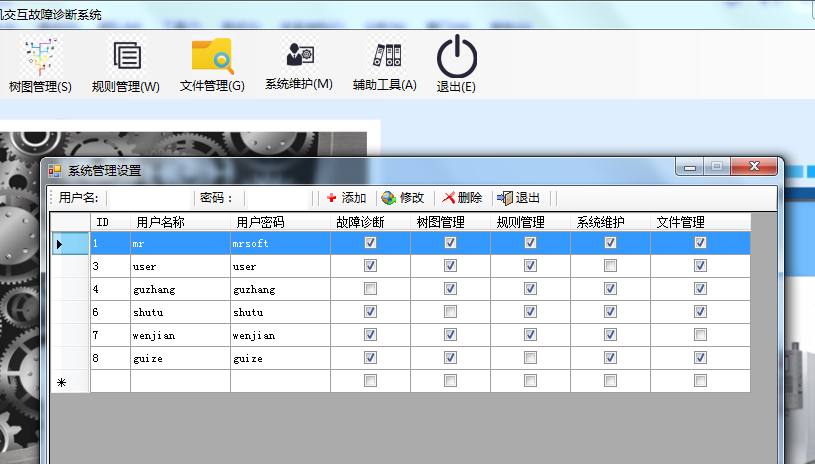 机交互故障诊断系统
树图管理(S) 规则管理(W) 文件管理(G) 系统维护(M) 辅助工具(A) 退出(E)
系统管理设置
用户名: 密码: 添加 修改 删除 退出
ID 用户名称 用户密码 故障诊断 树图管理 规则管理 系统维护 文件管理
1 mr mrsoft
3 user user
4 guzhang guzhang
6 shutu shutu
7 wenjian wenjian
8 guize guize